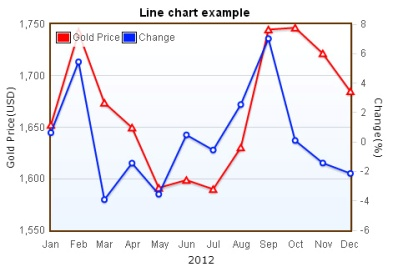 Line chart example
Gold Price
Change
Gold Price(USD)
1,750
1,700
1,650
1,600
1,550
Change(%)
8
6
4
2
0
-2
-4
-6
Jan Feb Mar Apr May Jun Jul Aug Sep Oct Nov Dec
2012